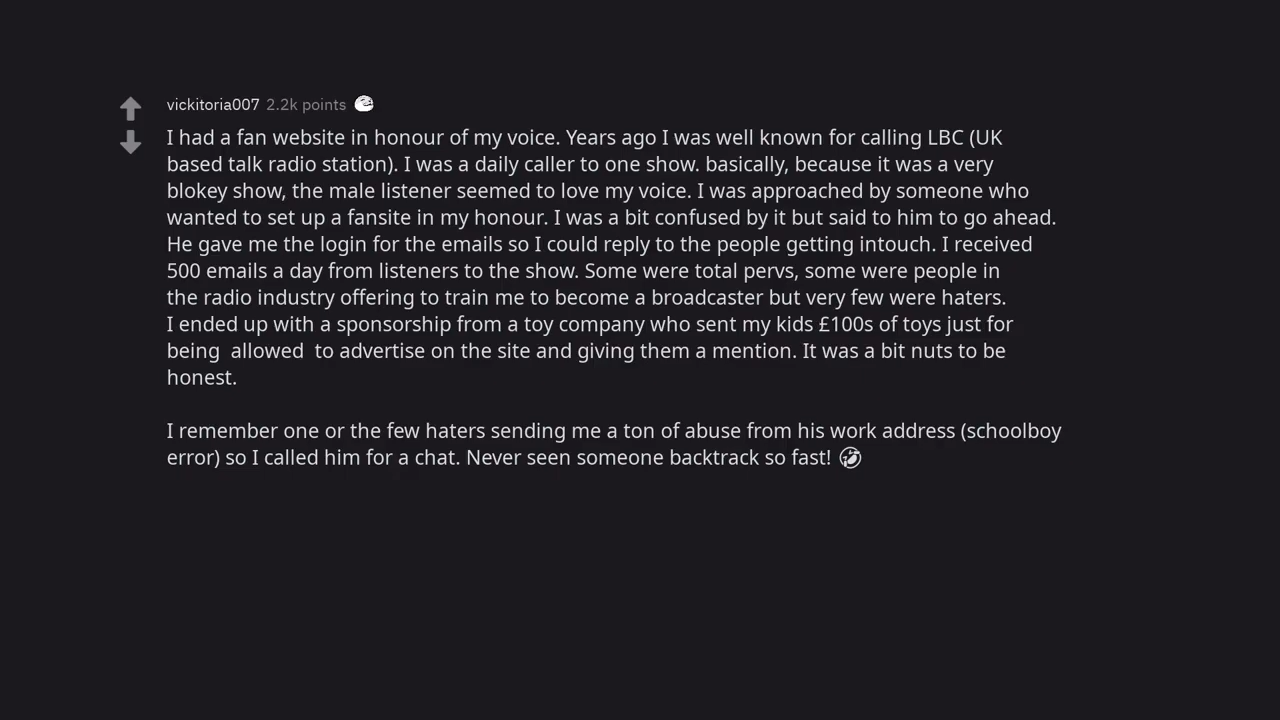 vickitoria007 2.2k points
I had a fan website in honour of my voice. Years ago I was well known for calling LBC (UK
based talk radio station). I was a daily caller to one show. basically, because it was a very
blokey show, the male listener seemed to love my voice. I was approached by someone who
wanted to set up a fansite in my honour. I was a bit confused by it but said to him to go ahead.
He gave me the login for the emails so I could reply to the people getting intouch. I received
500 emails a day from listeners to the show. Some were total pervs, some were people in
the radio industry offering to train me to become a broadcaster but very few were haters.
I ended up with a sponsorship from a toy company who sent my kids £100s of toys just for
being  allowed  to advertise on the site and giving them a mention. It was a bit nuts to be
honest.

I remember one or the few haters sending me a ton of abuse from his work address (schoolboy
error) so I called him for a chat. Never seen someone backtrack so fast! 🤣